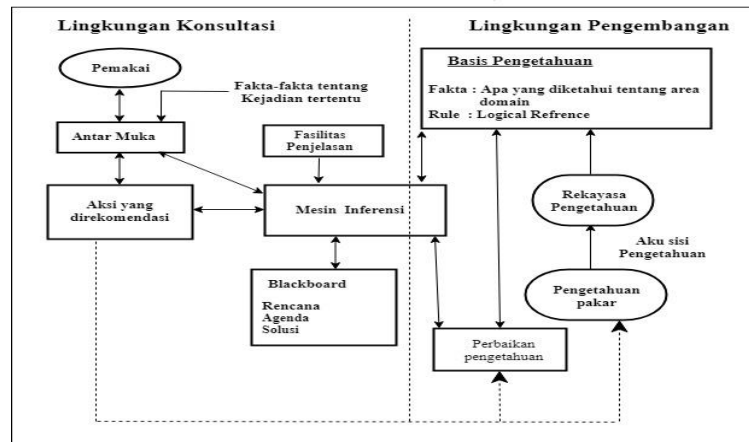 Lingkungan Konsultasi
Lingkungan Pengembangan
Pemakai
Fakta-fakta tentang
Kejadian tertentu
Antar Muka
Fasilitas
Penjelasan
Aksi yang
direkomendasi
Mesin Inferensi
Blackboard
Rencana
Agenda
Solusi
Basis Pengetahuan
Fakta : Apa yang diketahui tentang area
domain
Rule : Logical Refrence
Rekayasa
Pengetahuan
Aku sisi
Pengetahuan
Pengetahuan
pakar
Perbaikan
pengetahuan